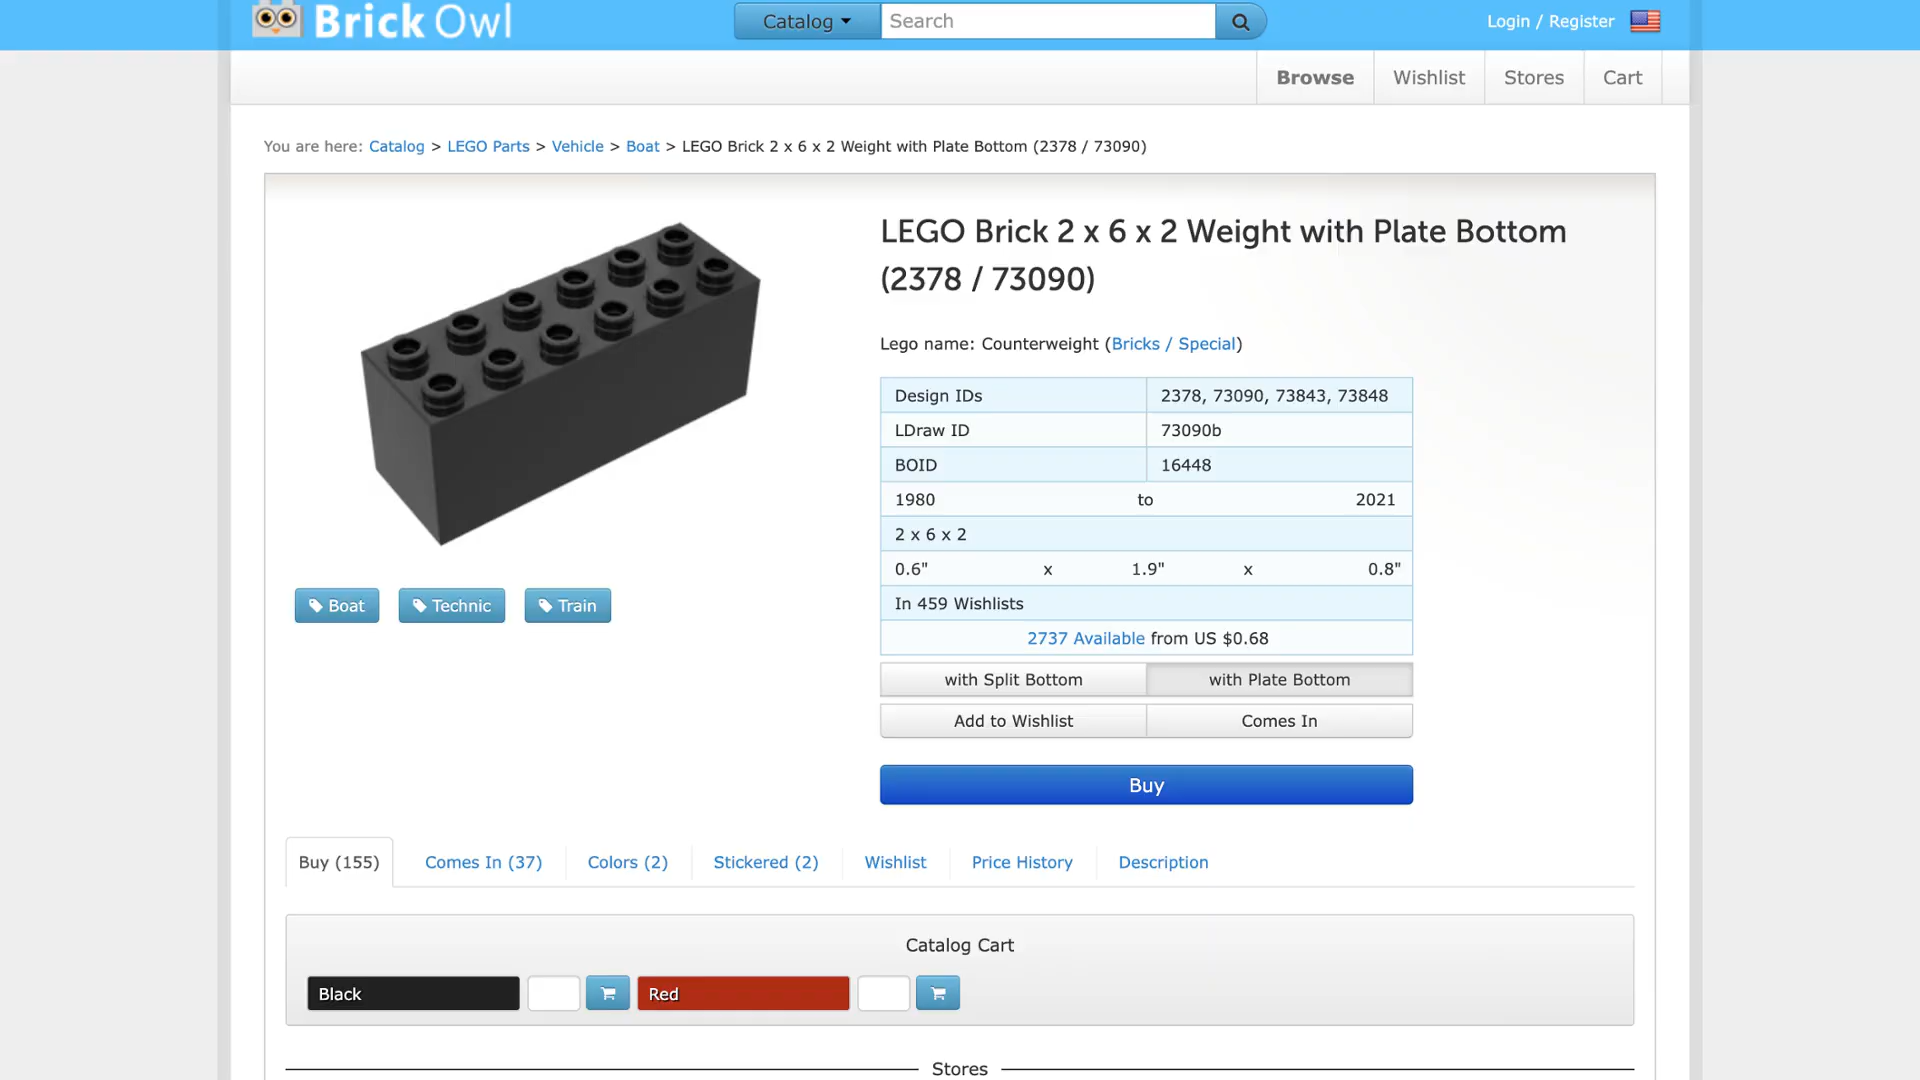 Brick Owl
Catalog
Search
Login / Register
Browse
Wishlist
Stores
Cart
You are here: Catalog > LEGO Parts > Vehicle > Boat > LEGO Brick 2 x 6 x 2 Weight with Plate Bottom (2378 / 73090)
LEGO Brick 2 x 6 x 2 Weight with Plate Bottom
(2378 / 73090)
Lego name: Counterweight (Bricks / Special)
Design IDs 2378, 73090, 73843, 73848
LDraw ID 73090b
BOID 16448
1980 to 2021
2 x 6 x 2
0.6" x 1.9" x 0.8"
In 459 Wishlists
2737 Available from US $0.68
with Split Bottom with Plate Bottom
Add to Wishlist Comes In
Buy
Boat Technic Train
Buy (155) Comes In (37) Colors (2) Stickered (2) Wishlist Price History Description
Catalog Cart
Black Red
Stores